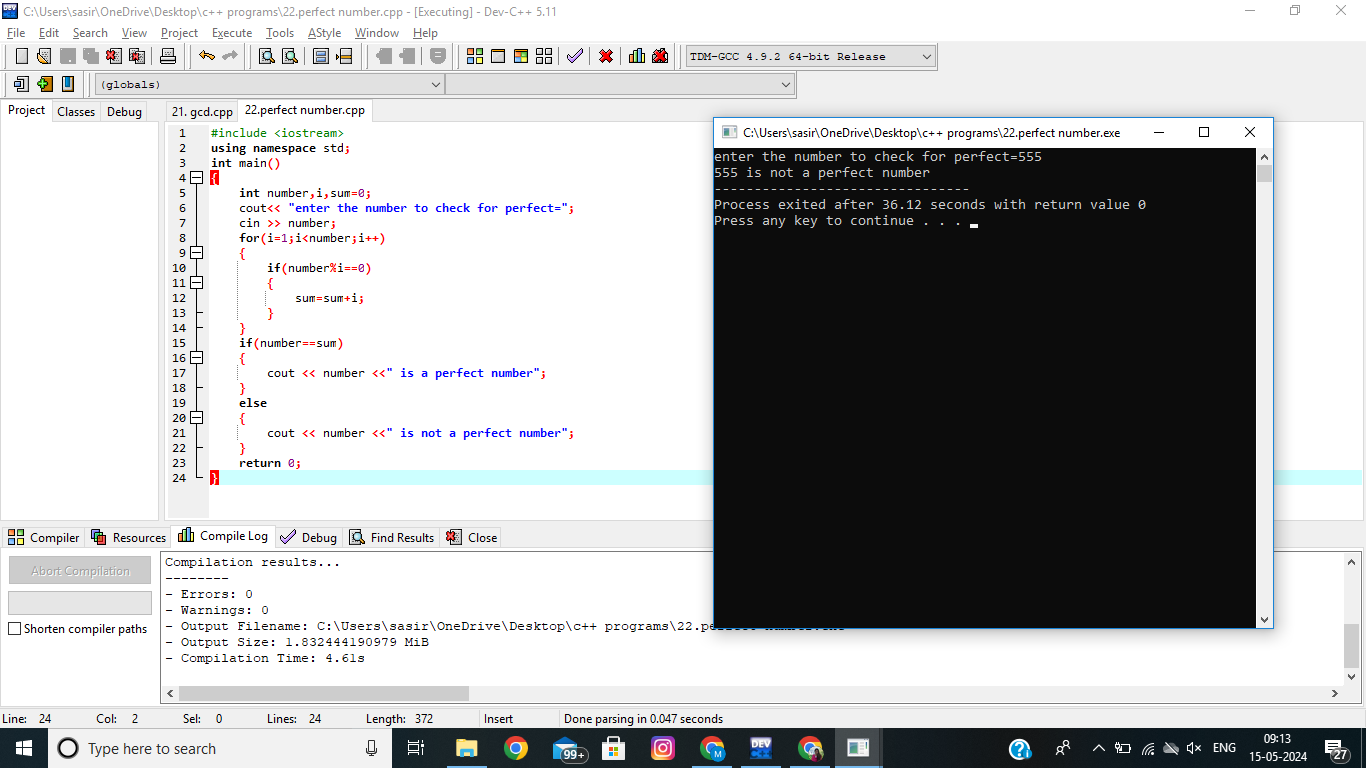 C:\Users\sasir\OneDrive\Desktop\c++ programs\22.perfect number.cpp - [Executing] - Dev-C++ 5.11
File Edit Search View Project Execute Tools AStyle Window Help
TDM-GCC 4.9.2 64-bit Release
(globals)
Project Classes Debug
21. gcd.cpp 22.perfect number.cpp
1 #include <iostream>
2 using namespace std;
3 int main()
4 {
5 int number,i,sum=0;
6 cout<< "enter the number to check for perfect=";
7 cin >> number;
8 for(i=1;i<number;i++)
9 {
10 if(number%i==0)
11 {
12 sum=sum+i;
13 }
14 }
15 if(number==sum)
16 {
17 cout << number <<" is a perfect number";
18 }
19 else
20 {
21 cout << number <<" is not a perfect number";
22 }
23 return 0;
24 }
C:\Users\sasir\OneDrive\Desktop\c++ programs\22.perfect number.exe
enter the number to check for perfect=555
555 is not a perfect number
--------------------------------
Process exited after 36.12 seconds with return value 0
Press any key to continue . . .
Compiler Resources Compile Log Debug Find Results Close
Abort Compilation
Shorten compiler paths
Compilation results...
--------
- Errors: 0
- Warnings: 0
- Output Filename: C:\Users\sasir\OneDrive\Desktop\c++ programs\22.perfect number.exe
- Output Size: 1.832444190979 MiB
- Compilation Time: 4.61s
Line: 24 Col: 2 Sel: 0 Lines: 24 Length: 372 Insert Done parsing in 0.047 seconds
Type here to search
99+
M
DEV
ENG
09:13
15-05-2024
27